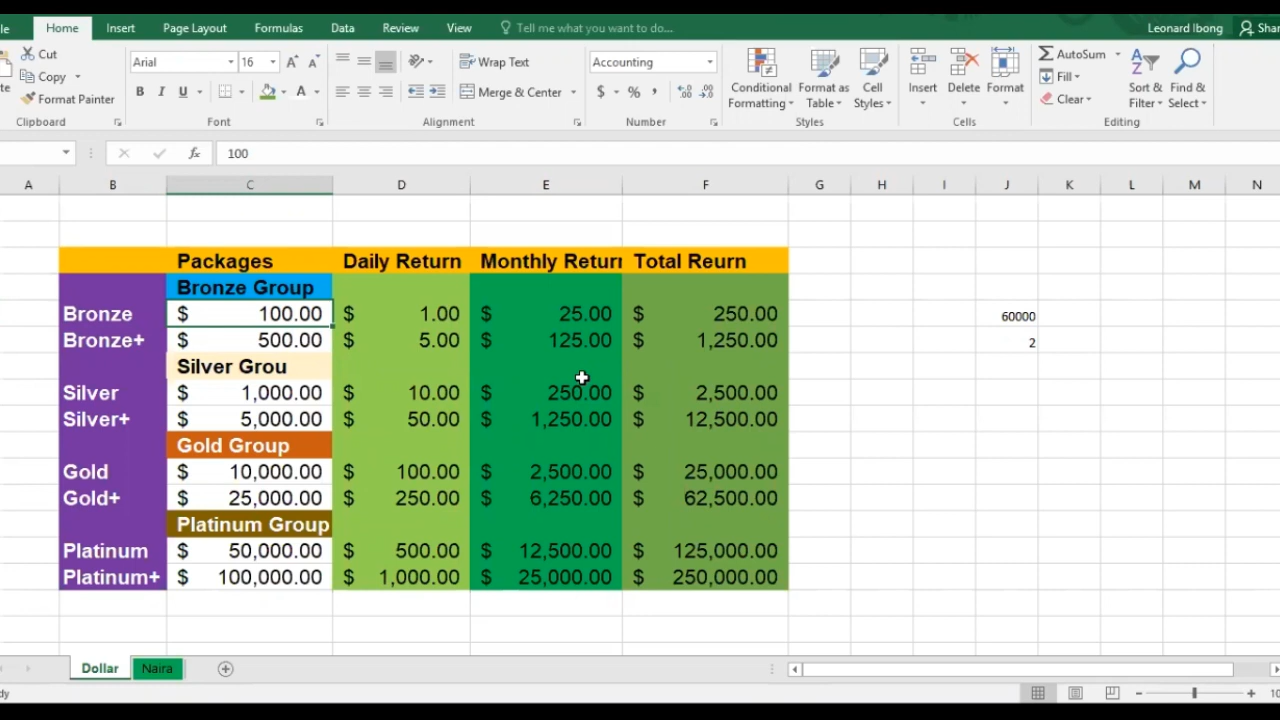 le Home Insert Page Layout Formulas Data Review View Tell me what you want to do... Leonard Ibong Shar
Cut Arial 16 Wrap Text Accounting AutoSum
Copy Fill
te Format Painter B I U A Merge & Center $ % , Conditional Formatting Format as Table Cell Styles Insert Delete Format Clear Sort & Filter Find & Select
Clipboard Font Alignment Number Styles Cells Editing
fx 100
A B C D E F G H I J K L M N
Packages Daily Return Monthly Return Total Reurn
Bronze Group
Bronze $ 100.00 $ 1.00 $ 25.00 $ 250.00 60000
Bronze+ $ 500.00 $ 5.00 $ 125.00 $ 1,250.00 2
Silver Grou
Silver $ 1,000.00 $ 10.00 $ 250.00 $ 2,500.00
Silver+ $ 5,000.00 $ 50.00 $ 1,250.00 $ 12,500.00
Gold Group
Gold $ 10,000.00 $ 100.00 $ 2,500.00 $ 25,000.00
Gold+ $ 25,000.00 $ 250.00 $ 6,250.00 $ 62,500.00
Platinum Group
Platinum $ 50,000.00 $ 500.00 $ 12,500.00 $ 125,000.00
Platinum+ $ 100,000.00 $ 1,000.00 $ 25,000.00 $ 250,000.00
Dollar Naira
dy 10